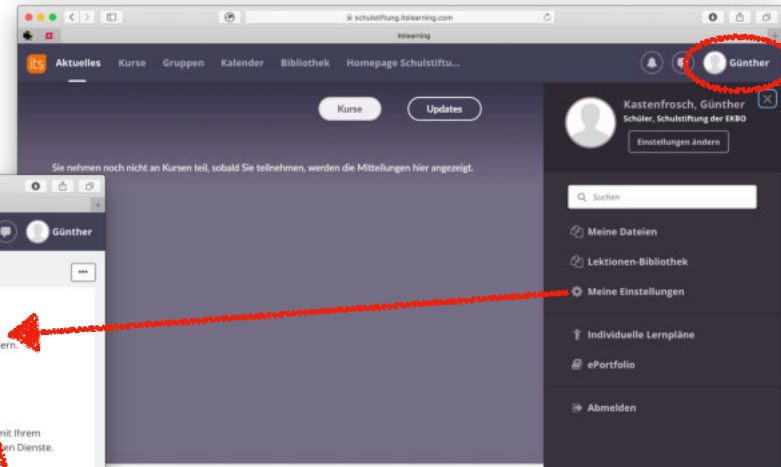 schulstiftung.itslearning.com
itslearning
its Aktuelles Kurse Gruppen Kalender Bibliothek Homepage Schulstiftu... Günther
Kurse Updates
Sie nehmen noch nicht an Kursen teil, sobald Sie teilnehmen, werden die Mitteilungen hier angezeigt.
Kastenfrosch, Günther
Schüler, Schulstiftung der EKBO
Einstellungen ändern
Suchen
Meine Dateien
Lektionen-Bibliothek
Meine Einstellungen
Individuelle Lernpläne
ePortfolio
Abmelden
Günther
ern.
mit Ihrem
sen Dienste.